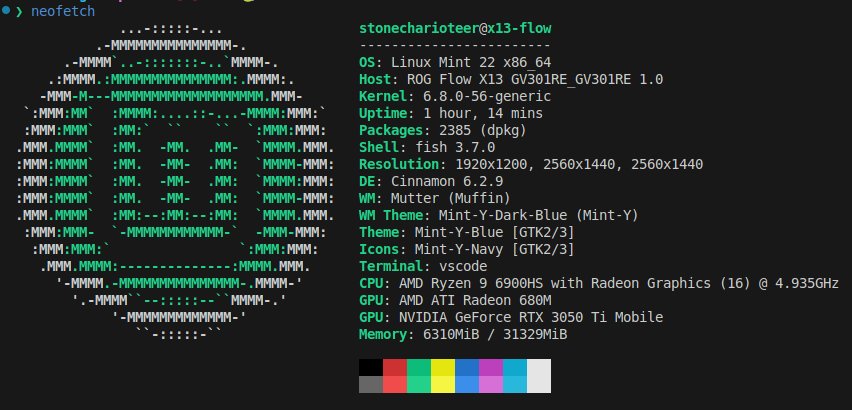 ❯ neofetch
...-:::::-...
.-MMMMMMMMMMMMMMM-.
.-MMMM`..-:::::::-..`MMMM-.
.:MMMM.:MMMMMMMMMMMMMMM:.MMMM:.
-MMM-M---MMMMMMMMMMMMMMMMMMM.MMM-
`:MMM:MM`  :MMMM:....::-...-MMMM:MMM:`
:MMM:MMM`  :MM:`  ``    ``  `:MMM:MMM:
.MMM.MMMM`  :MM.  -MM.  .MM-  `MMMM.MMM.
:MMM:MMMM`  :MM.  -MM-  .MM:  `MMMM-MMM:
:MMM:MMMM`  :MM.  -MM-  .MM:  `MMMM:MMM:
:MMM:MMMM`  :MM.  -MM-  .MM:  `MMMM-MMM:
.MMM.MMMM`  :MM:--:MM:--:MM:  `MMMM.MMM.
:MMM:MMM-  `-MMMMMMMMMMMM-`  -MMM-MMM:
:MMM:MMM:`                `:MMM:MMM:
.MMM.MMMM:--------------:MMMM.MMM.
'-MMMM.-MMMMMMMMMMMMMMM-.MMMM-'
'.-MMMM``--:::::--``MMMM-.'
'-MMMMMMMMMMMMM-'
``-:::::-``
stonecharioteer@x13-flow
------------------------
OS: Linux Mint 22 x86_64
Host: ROG Flow X13 GV301RE_GV301RE 1.0
Kernel: 6.8.0-56-generic
Uptime: 1 hour, 14 mins
Packages: 2385 (dpkg)
Shell: fish 3.7.0
Resolution: 1920x1200, 2560x1440, 2560x1440
DE: Cinnamon 6.2.9
WM: Mutter (Muffin)
WM Theme: Mint-Y-Dark-Blue (Mint-Y)
Theme: Mint-Y-Blue [GTK2/3]
Icons: Mint-Y-Navy [GTK2/3]
Terminal: vscode
CPU: AMD Ryzen 9 6900HS with Radeon Graphics (16) @ 4.935GHz
GPU: AMD ATI Radeon 680M
GPU: NVIDIA GeForce RTX 3050 Ti Mobile
Memory: 6310MiB / 31329MiB